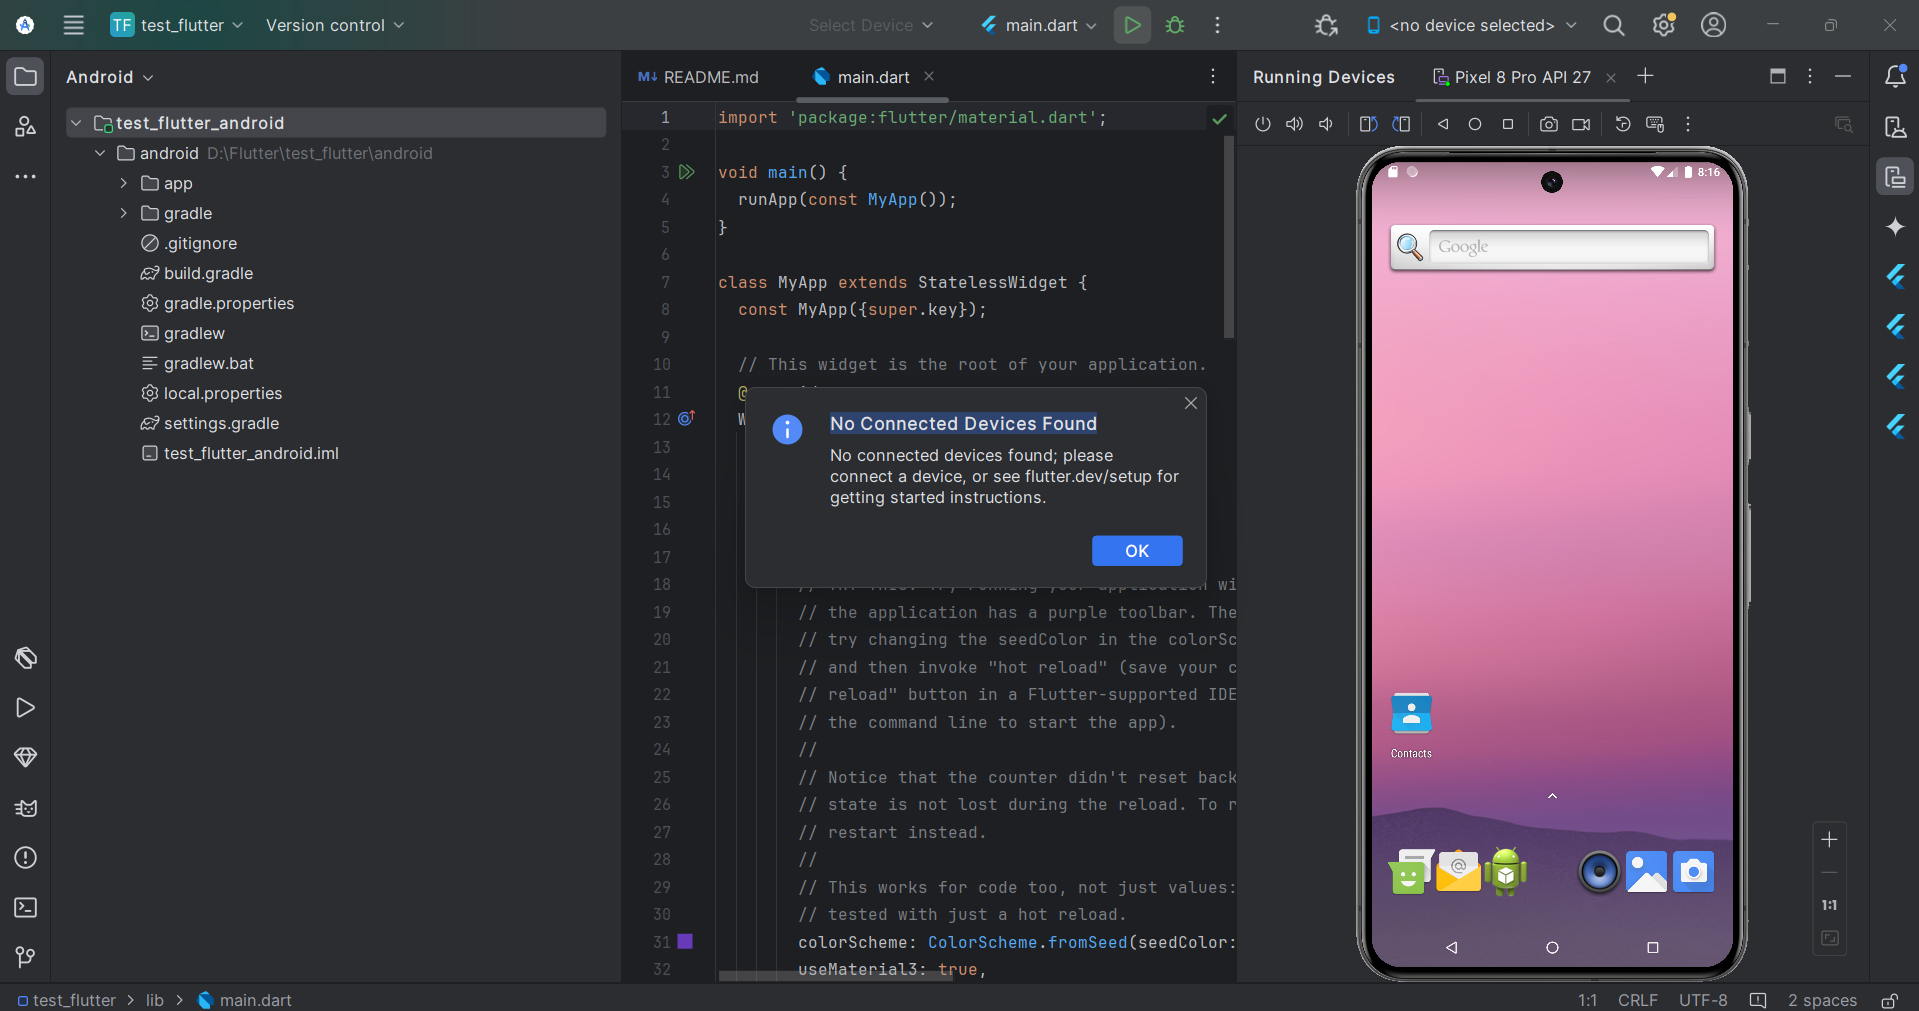 TF test_flutter Version control Select Device main.dart <no device selected>
Android
test_flutter_android
android D:\Flutter\test_flutter\android
app
gradle
.gitignore
build.gradle
gradle.properties
gradlew
gradlew.bat
local.properties
settings.gradle
test_flutter_android.iml
M↓ README.md main.dart
1 import 'package:flutter/material.dart';
2
3 void main() {
4 runApp(const MyApp());
5 }
6
7 class MyApp extends StatelessWidget {
8 const MyApp({super.key});
9
10 // This widget is the root of your application.
11 @
12 W
13
14
15
16
17
18
19 // the application has a purple toolbar. The
20 // try changing the seedColor in the colorSc
21 // and then invoke "hot reload" (save your c
22 // reload" button in a Flutter-supported IDE
23 // the command line to start the app).
24 //
25 // Notice that the counter didn't reset back
26 // state is not lost during the reload. To r
27 // restart instead.
28 //
29 // This works for code too, not just values:
30 // tested with just a hot reload.
31 colorScheme: ColorScheme.fromSeed(seedColor:
32 useMaterial3: true,
No Connected Devices Found
No connected devices found; please
connect a device, or see flutter.dev/setup for
getting started instructions.
OK
Running Devices Pixel 8 Pro API 27
8:16
Google
Contacts
1:1
test_flutter > lib > main.dart
1:1 CRLF UTF-8 2 spaces